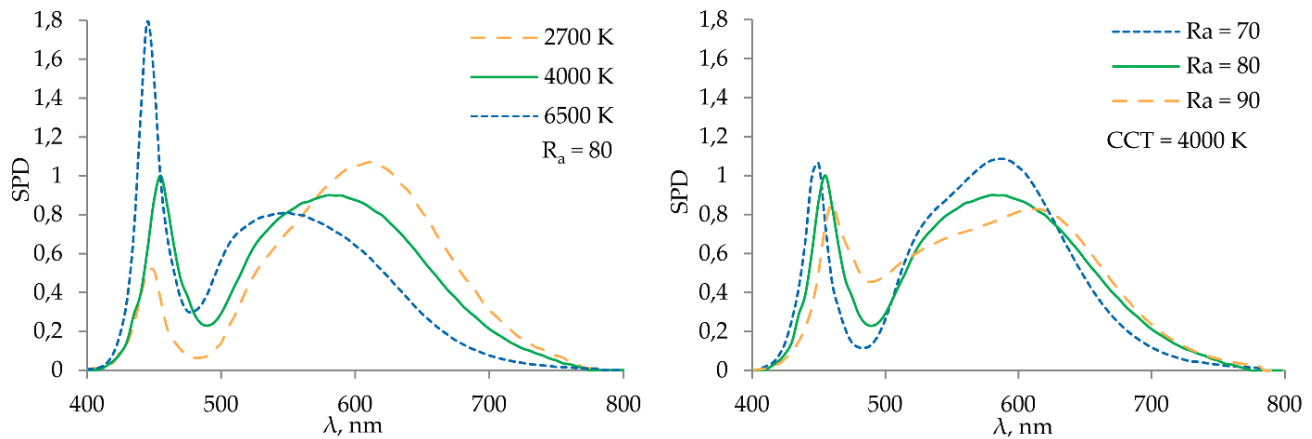 1,8
1,6
1,4
1,2
1
0,8
0,6
0,4
0,2
0
SPD
400 500 600 700 800
λ, nm
2700 K
4000 K
6500 K
Rₐ = 80
1,8
1,6
1,4
1,2
1
0,8
0,6
0,4
0,2
0
SPD
400 500 600 700 800
λ, nm
Ra = 70
Ra = 80
Ra = 90
CCT = 4000 K